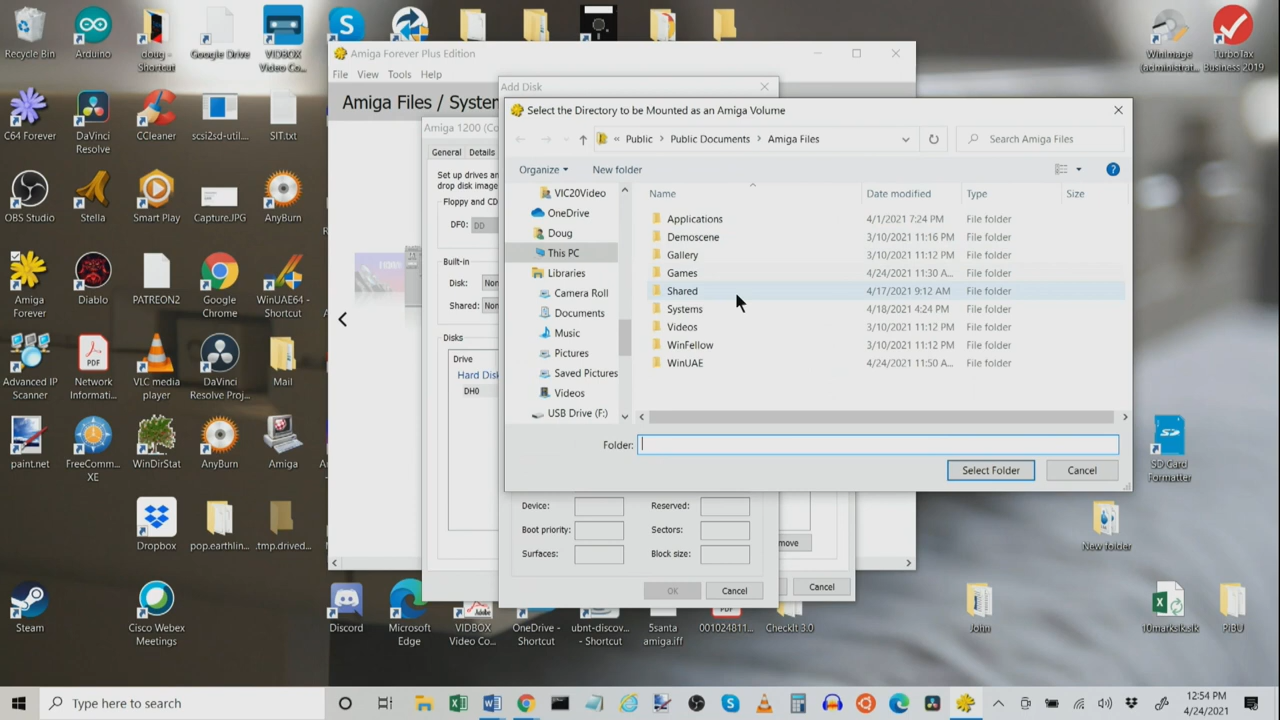 Recycle Bin
Arduino
doug -
Shortcut
Google Drive
VIDBOX
Video Co...
WinImage
(administrat...
TurboTax
Business 2019
C64 Forever
DaVinci
Resolve
CCleaner
scsi2sd-util...
SIT.txt
OBS Studio
Stella
Smart Play
Capture.JPG
AnyBurn
Amiga
Forever
Diablo
PATREON2
Google
Chrome
WinUAE64 -
Shortcut
Advanced IP
Scanner
Network
Informati...
VLC media
player
DaVinci
Resolve Proj...
Mail
paint.net
FreeComm...
XE
WinDirStat
AnyBurn
Amiga
Dropbox
pop.earthlin...
.tmp.drived...
Steam
Cisco Webex
Meetings
Discord
Microsoft
Edge
VIDBOX
Video Co...
OneDrive -
Shortcut
ubnt-discov...
- Shortcut
5santa
amiga.iff
001024811...
CheckIt 3.0
SD Card
Formatter
New folder
John
10marksiksik
PiBU
Amiga Forever Plus Edition
File View Tools Help
Amiga Files / System
Amiga 1200 (Co
General Details
Set up drives an
drop disk image
Floppy and CD
DF0: DD
Built-in
Disk: Non
Shared: Non
Disks
Drive
Hard Disk
DH0
move
Cancel
Add Disk
Device: Reserved:
Boot priority: Sectors:
Surfaces: Block size:
OK Cancel
Select the Directory to be Mounted as an Amiga Volume
« Public > Public Documents > Amiga Files
Search Amiga Files
Organize New folder
VIC20Video
OneDrive
Doug
This PC
Libraries
Camera Roll
Documents
Music
Pictures
Saved Pictures
Videos
USB Drive (F:)
Name Date modified Type Size
Applications 4/1/2021 7:24 PM File folder
Demoscene 3/10/2021 11:16 PM File folder
Gallery 3/10/2021 11:12 PM File folder
Games 4/24/2021 11:30 A... File folder
Shared 4/17/2021 9:12 AM File folder
Systems 4/18/2021 4:24 PM File folder
Videos 3/10/2021 11:12 PM File folder
WinFellow 3/10/2021 11:12 PM File folder
WinUAE 4/24/2021 11:50 A... File folder
Folder:
Select Folder Cancel
Type here to search
12:54 PM
4/24/2021